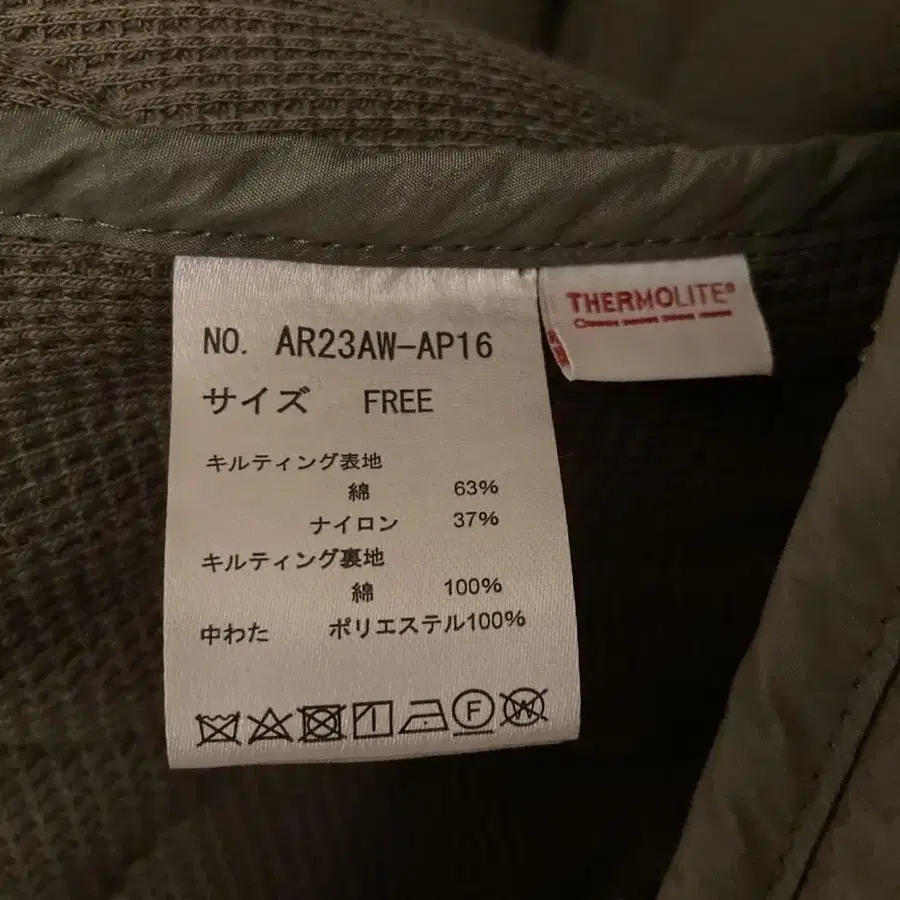 NO. AR23AW-AP16
サイズ FREE
キルティング表地
綿 63%
ナイロン 37%
キルティング裏地
綿 100%
中わた ポリエステル100%
F W
THERMOLITE®